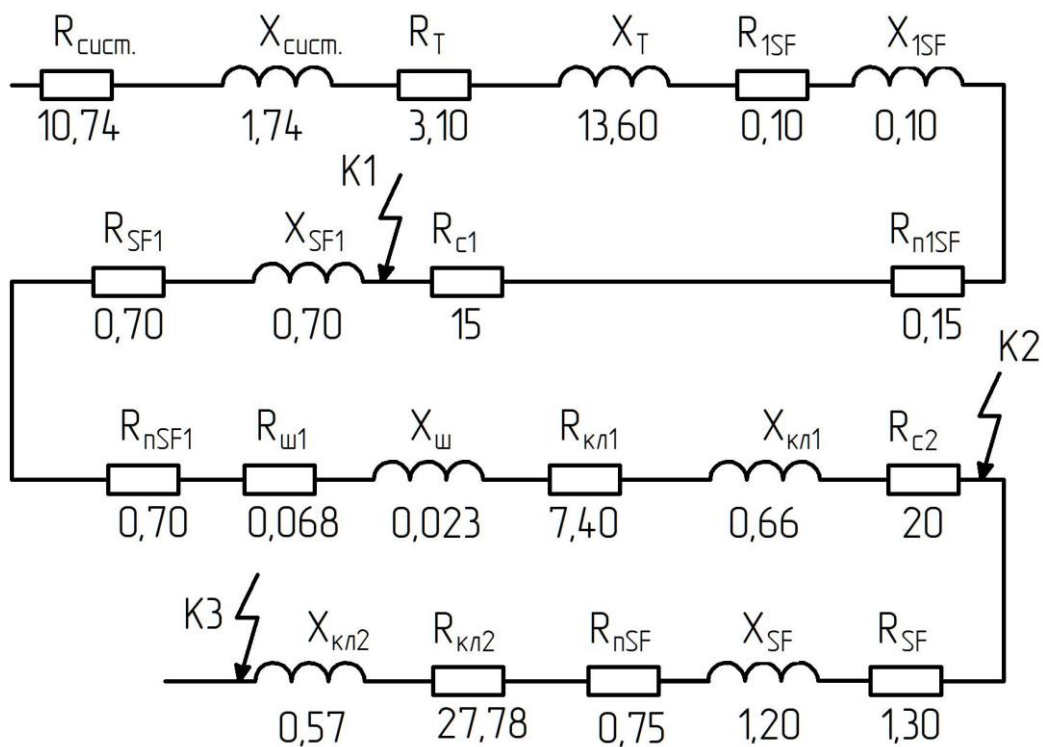 Rсист. Xсист. RТ XТ R1SF X1SF
10,74 1,74 3,10 13,60 0,10 0,10
K1
RSF1 XSF1 Rс1 Rп1SF
0,70 0,70 15 0,15
K2
RпSF1 Rш1 Xш Rкл1 Xкл1 Rс2
0,70 0,068 0,023 7,40 0,66 20
K3
Xкл2 Rкл2 RпSF XSF RSF
0,57 27,78 0,75 1,20 1,30